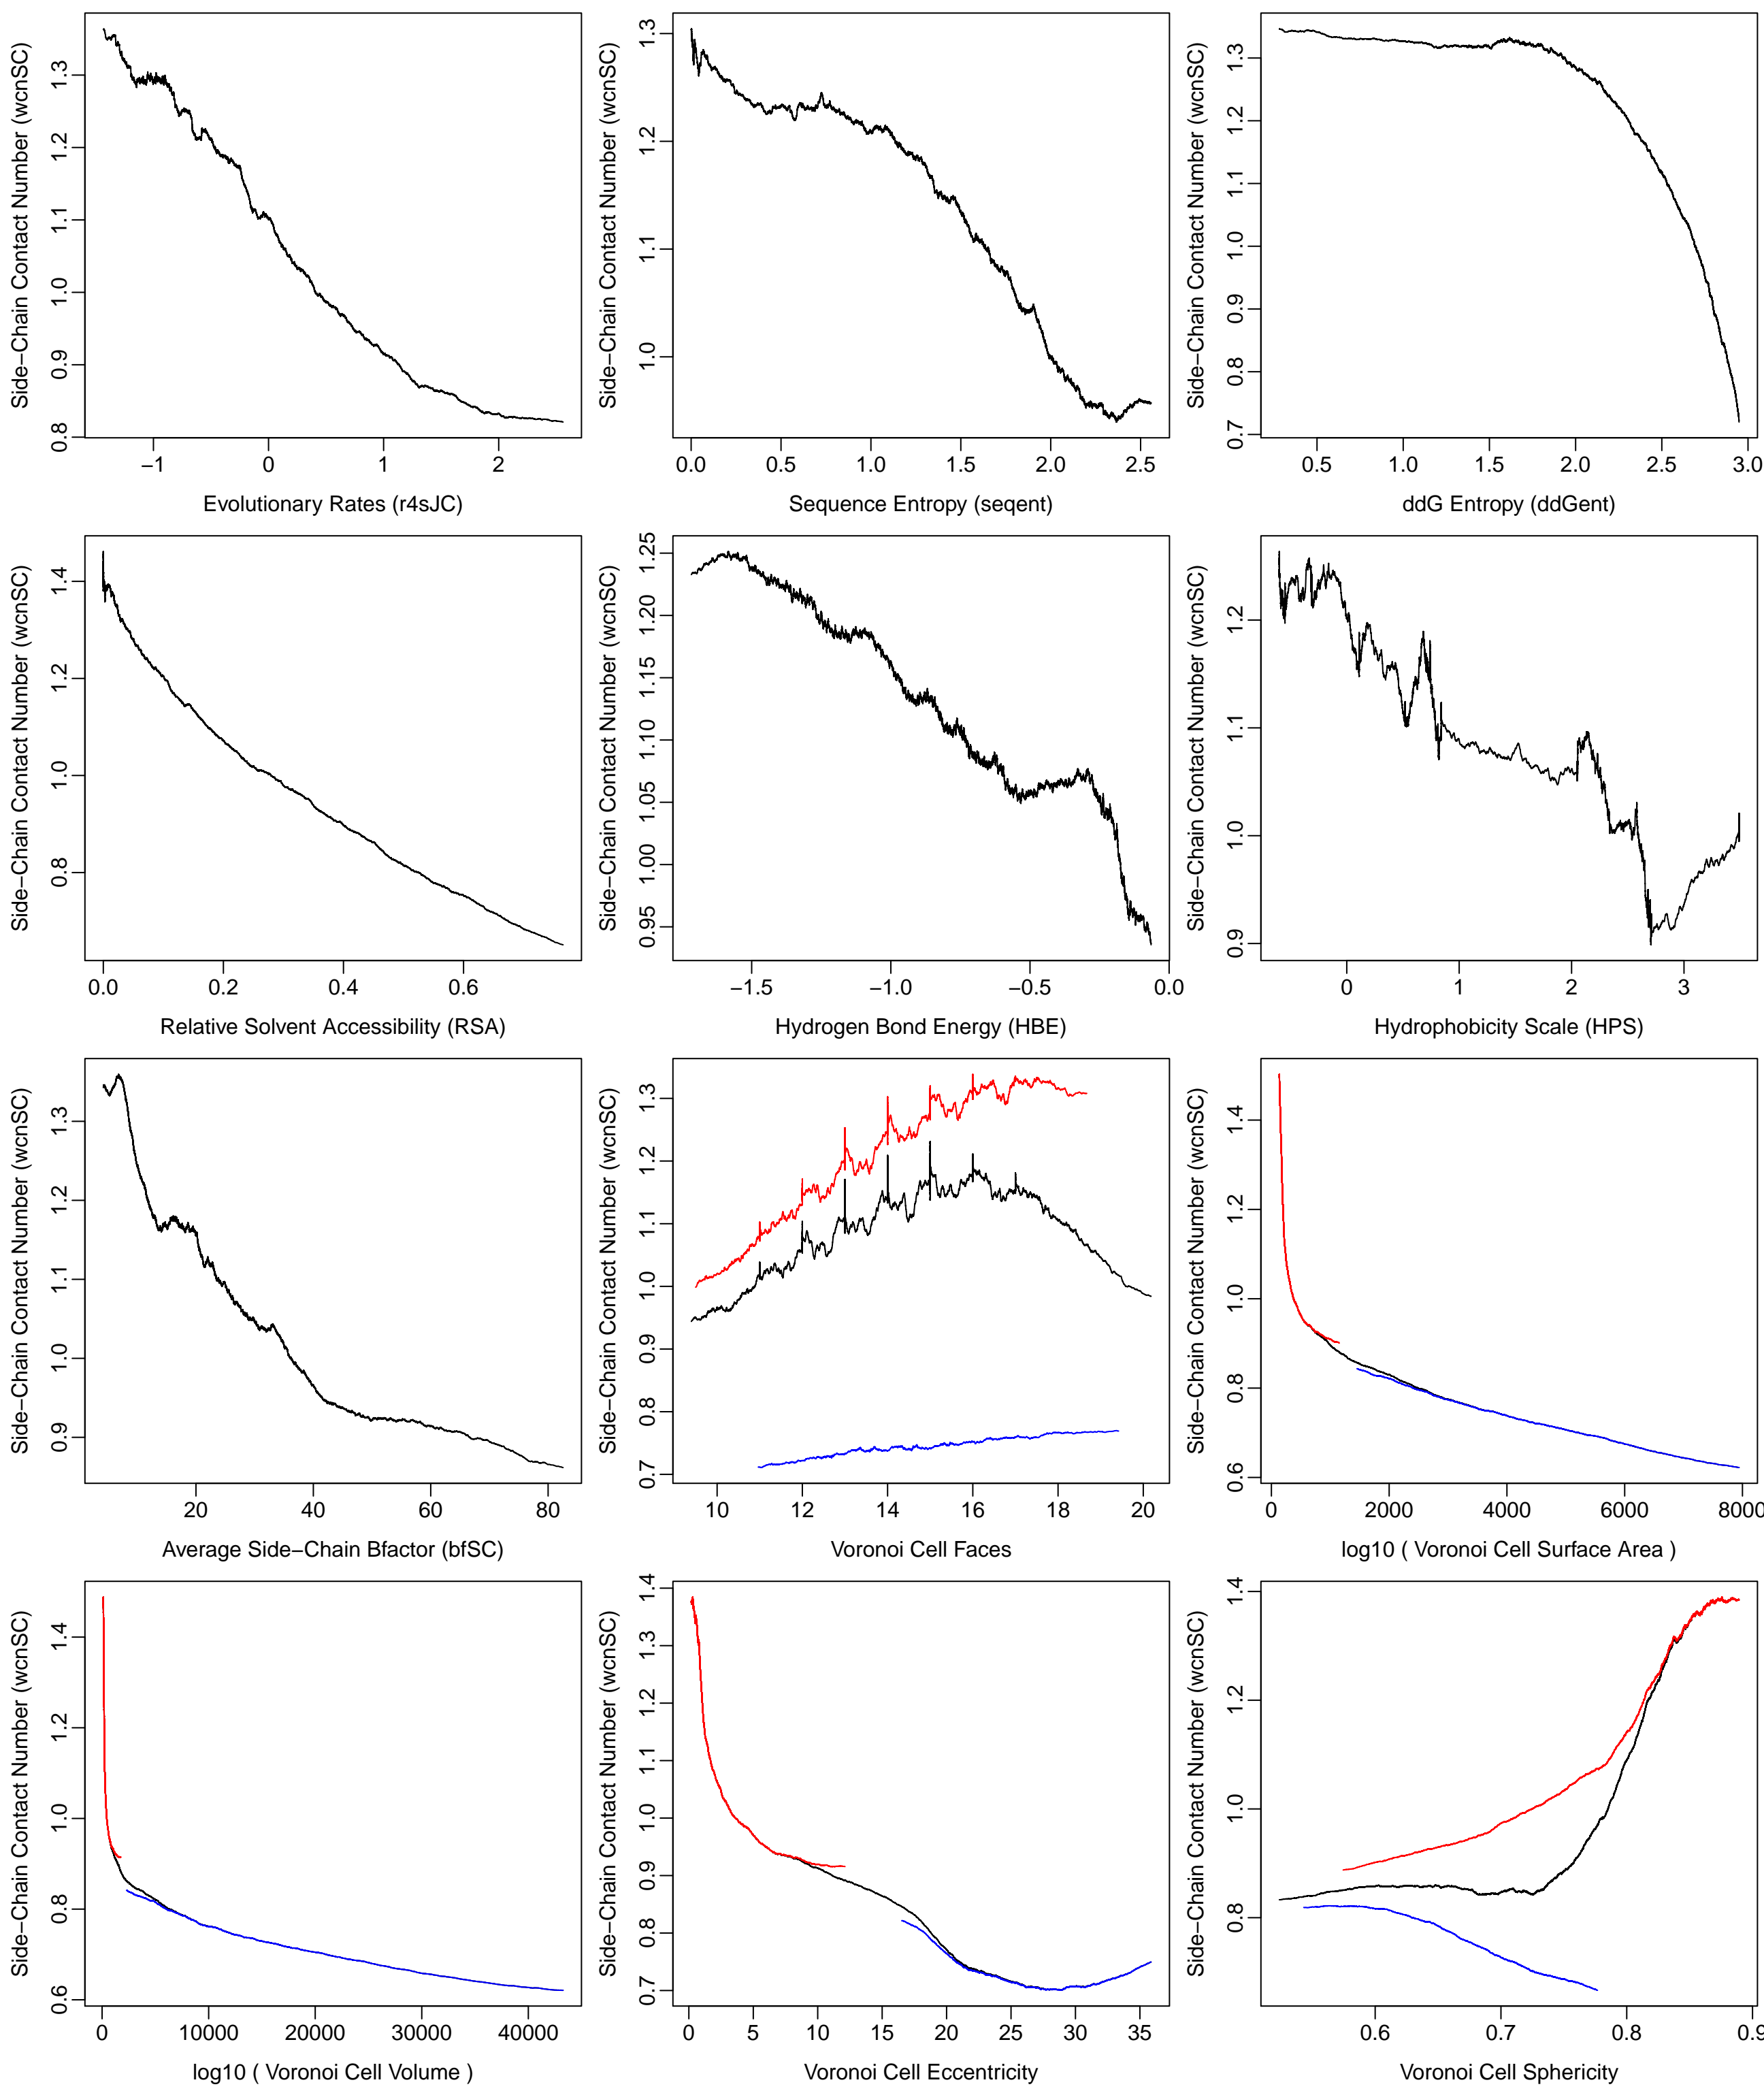 Side−Chain Contact Number (wcnSC)
0.8 0.9 1.0 1.1 1.2 1.3
−1 0 1 2
Evolutionary Rates (r4sJC)
Side−Chain Contact Number (wcnSC)
1.0 1.1 1.2 1.3
0.0 0.5 1.0 1.5 2.0 2.5
Sequence Entropy (seqent)
Side−Chain Contact Number (wcnSC)
0.7 0.8 0.9 1.0 1.1 1.2 1.3
0.5 1.0 1.5 2.0 2.5 3.0
ddG Entropy (ddGent)
Side−Chain Contact Number (wcnSC)
0.8 1.0 1.2 1.4
0.0 0.2 0.4 0.6
Relative Solvent Accessibility (RSA)
Side−Chain Contact Number (wcnSC)
0.95 1.00 1.05 1.10 1.15 1.20 1.25
−1.5 −1.0 −0.5 0.0
Hydrogen Bond Energy (HBE)
Side−Chain Contact Number (wcnSC)
0.9 1.0 1.1 1.2
0 1 2 3
Hydrophobicity Scale (HPS)
Side−Chain Contact Number (wcnSC)
0.9 1.0 1.1 1.2 1.3
20 40 60 80
Average Side−Chain Bfactor (bfSC)
Side−Chain Contact Number (wcnSC)
0.7 0.8 0.9 1.0 1.1 1.2 1.3
10 12 14 16 18 20
Voronoi Cell Faces
Side−Chain Contact Number (wcnSC)
0.6 0.8 1.0 1.2 1.4
0 2000 4000 6000 8000
log10 ( Voronoi Cell Surface Area )
Side−Chain Contact Number (wcnSC)
0.6 0.8 1.0 1.2 1.4
0 10000 20000 30000 40000
log10 ( Voronoi Cell Volume )
Side−Chain Contact Number (wcnSC)
0.7 0.8 0.9 1.0 1.1 1.2 1.3 1.4
0 5 10 15 20 25 30 35
Voronoi Cell Eccentricity
Side−Chain Contact Number (wcnSC)
0.8 1.0 1.2 1.4
0.6 0.7 0.8 0.9
Voronoi Cell Sphericity